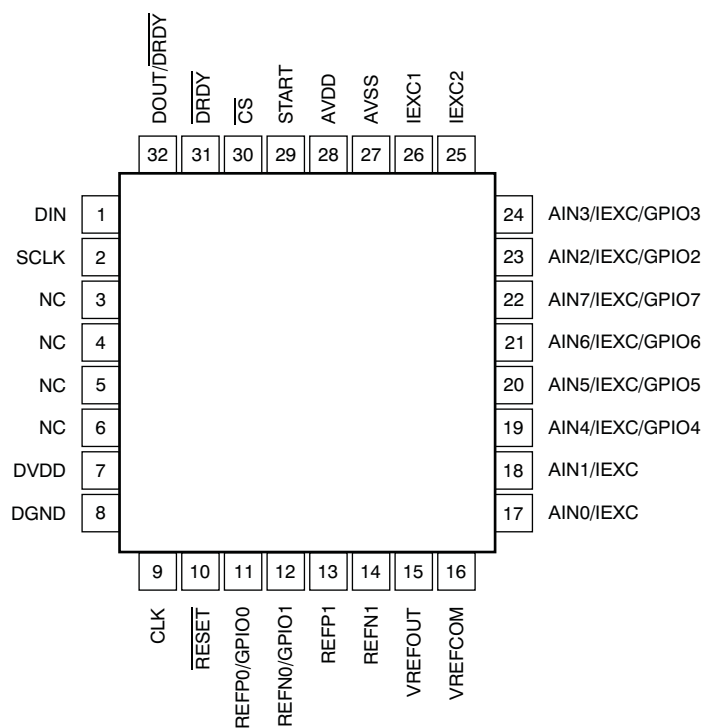 DOUT/DRDY
DRDY
CS
START
AVDD
AVSS
IEXC1
IEXC2
32 31 30 29 28 27 26 25
DIN 1
SCLK 2
NC 3
NC 4
NC 5
NC 6
DVDD 7
DGND 8
24 AIN3/IEXC/GPIO3
23 AIN2/IEXC/GPIO2
22 AIN7/IEXC/GPIO7
21 AIN6/IEXC/GPIO6
20 AIN5/IEXC/GPIO5
19 AIN4/IEXC/GPIO4
18 AIN1/IEXC
17 AIN0/IEXC
9 10 11 12 13 14 15 16
CLK
RESET
REFP0/GPIO0
REFN0/GPIO1
REFP1
REFN1
VREFOUT
VREFCOM